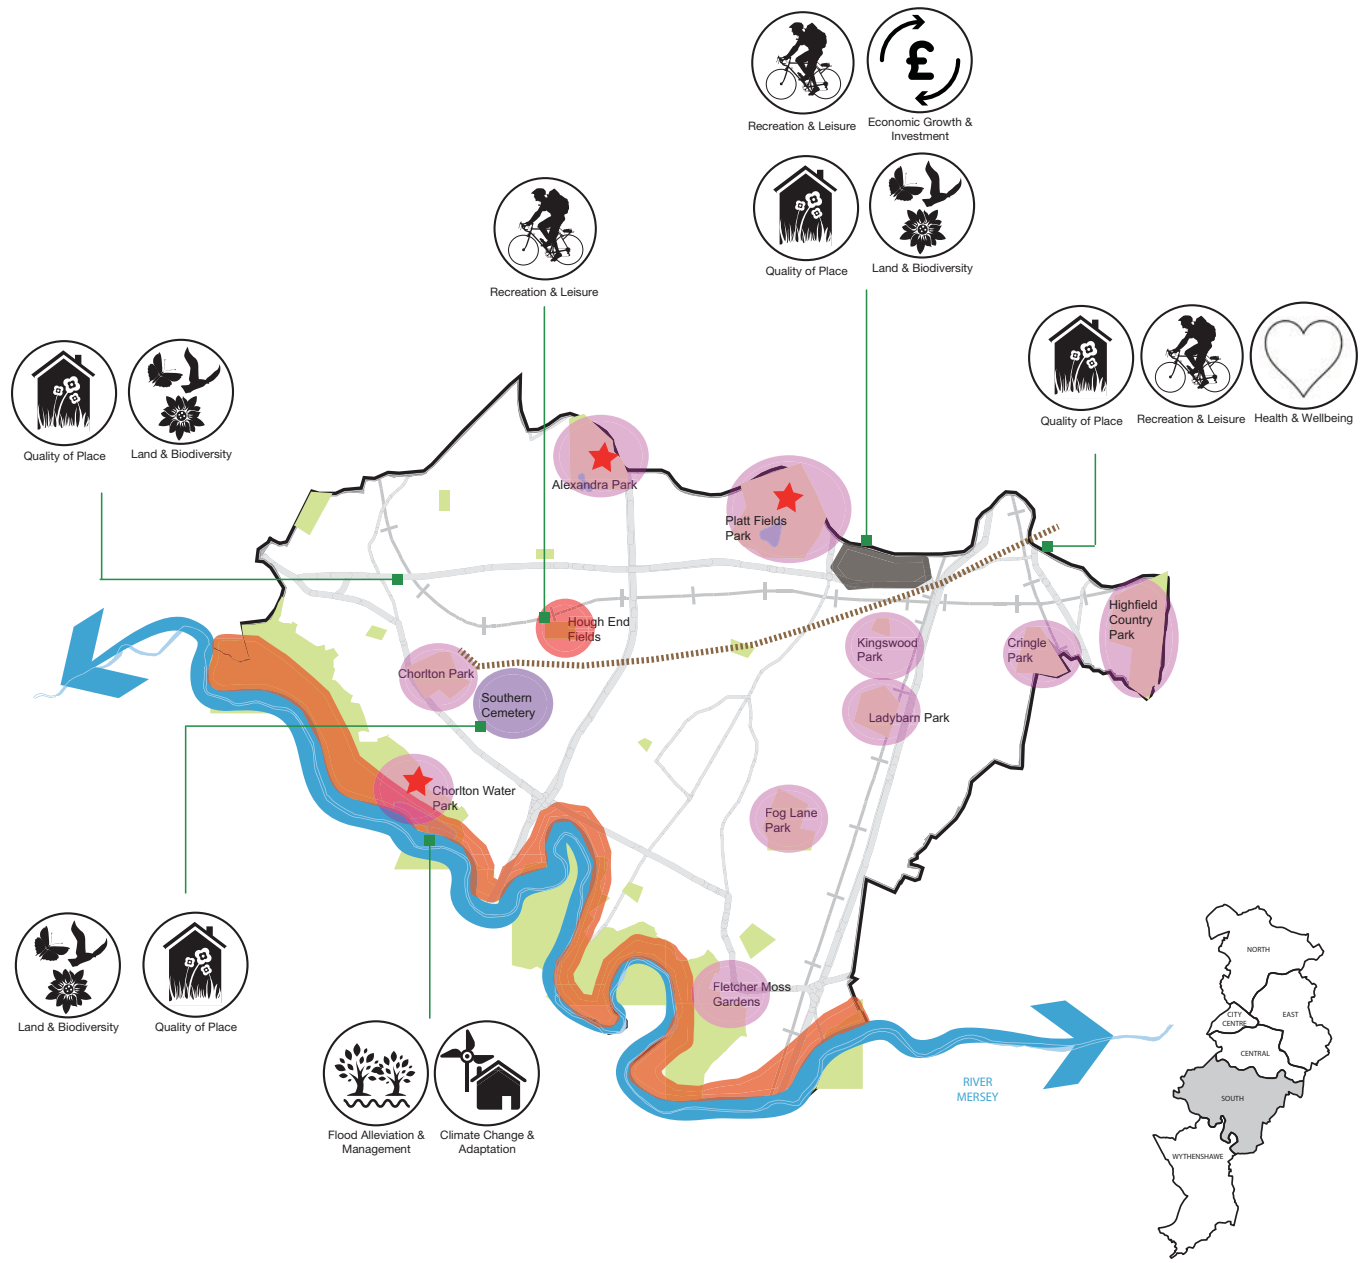 Recreation & Leisure
Economic Growth &
Investment
Quality of Place
Land & Biodiversity
Recreation & Leisure
Quality of Place
Land & Biodiversity
Quality of Place
Recreation & Leisure
Health & Wellbeing
Alexandra Park
Platt Fields
Park
Hough End
Fields
Highfield
Country
Park
Kingswood
Park
Cringle
Park
Chorlton Park
Southern
Cemetery
Ladybarn Park
Chorlton Water
Park
Fog Lane
Park
Fletcher Moss
Gardens
Land & Biodiversity
Quality of Place
Flood Alleviation &
Management
Climate Change &
Adaptation
RIVER
MERSEY
NORTH
CITY
CENTRE
EAST
CENTRAL
SOUTH
WYTHENSHAWE
£